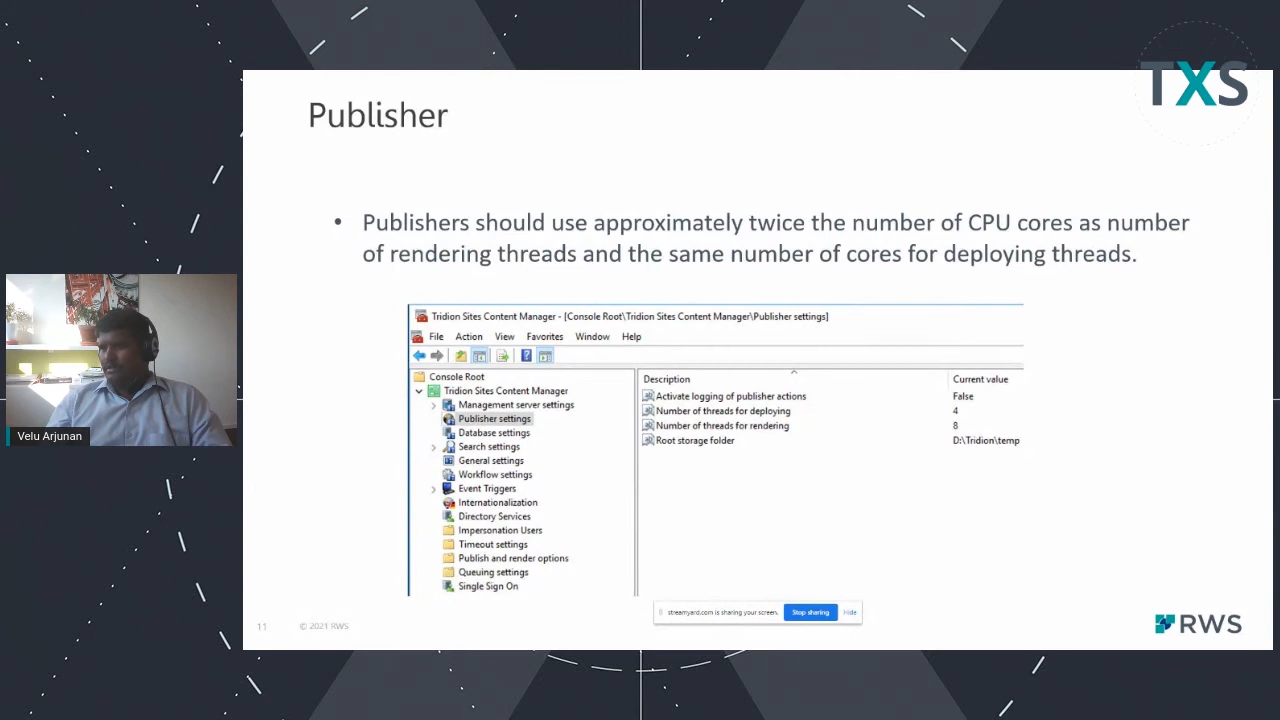 TXS
Publisher
• Publishers should use approximately twice the number of CPU cores as number
of rendering threads and the same number of cores for deploying threads.
Tridion Sites Content Manager - [Console Root\Tridion Sites Content Manager\Publisher settings]
File Action View Favorites Window Help
Console Root
Tridion Sites Content Manager
Management server settings
Publisher settings
Database settings
Search settings
General settings
Workflow settings
Event Triggers
Internationalization
Directory Services
Impersonation Users
Timeout settings
Publish and render options
Queuing settings
Single Sign On
Description Current value
Activate logging of publisher actions False
Number of threads for deploying 4
Number of threads for rendering 8
Root storage folder D:\Tridion\temp
Velu Arjunan
streamyard.com is sharing your screen. Stop sharing Hide
11 © 2021 RWS
RWS